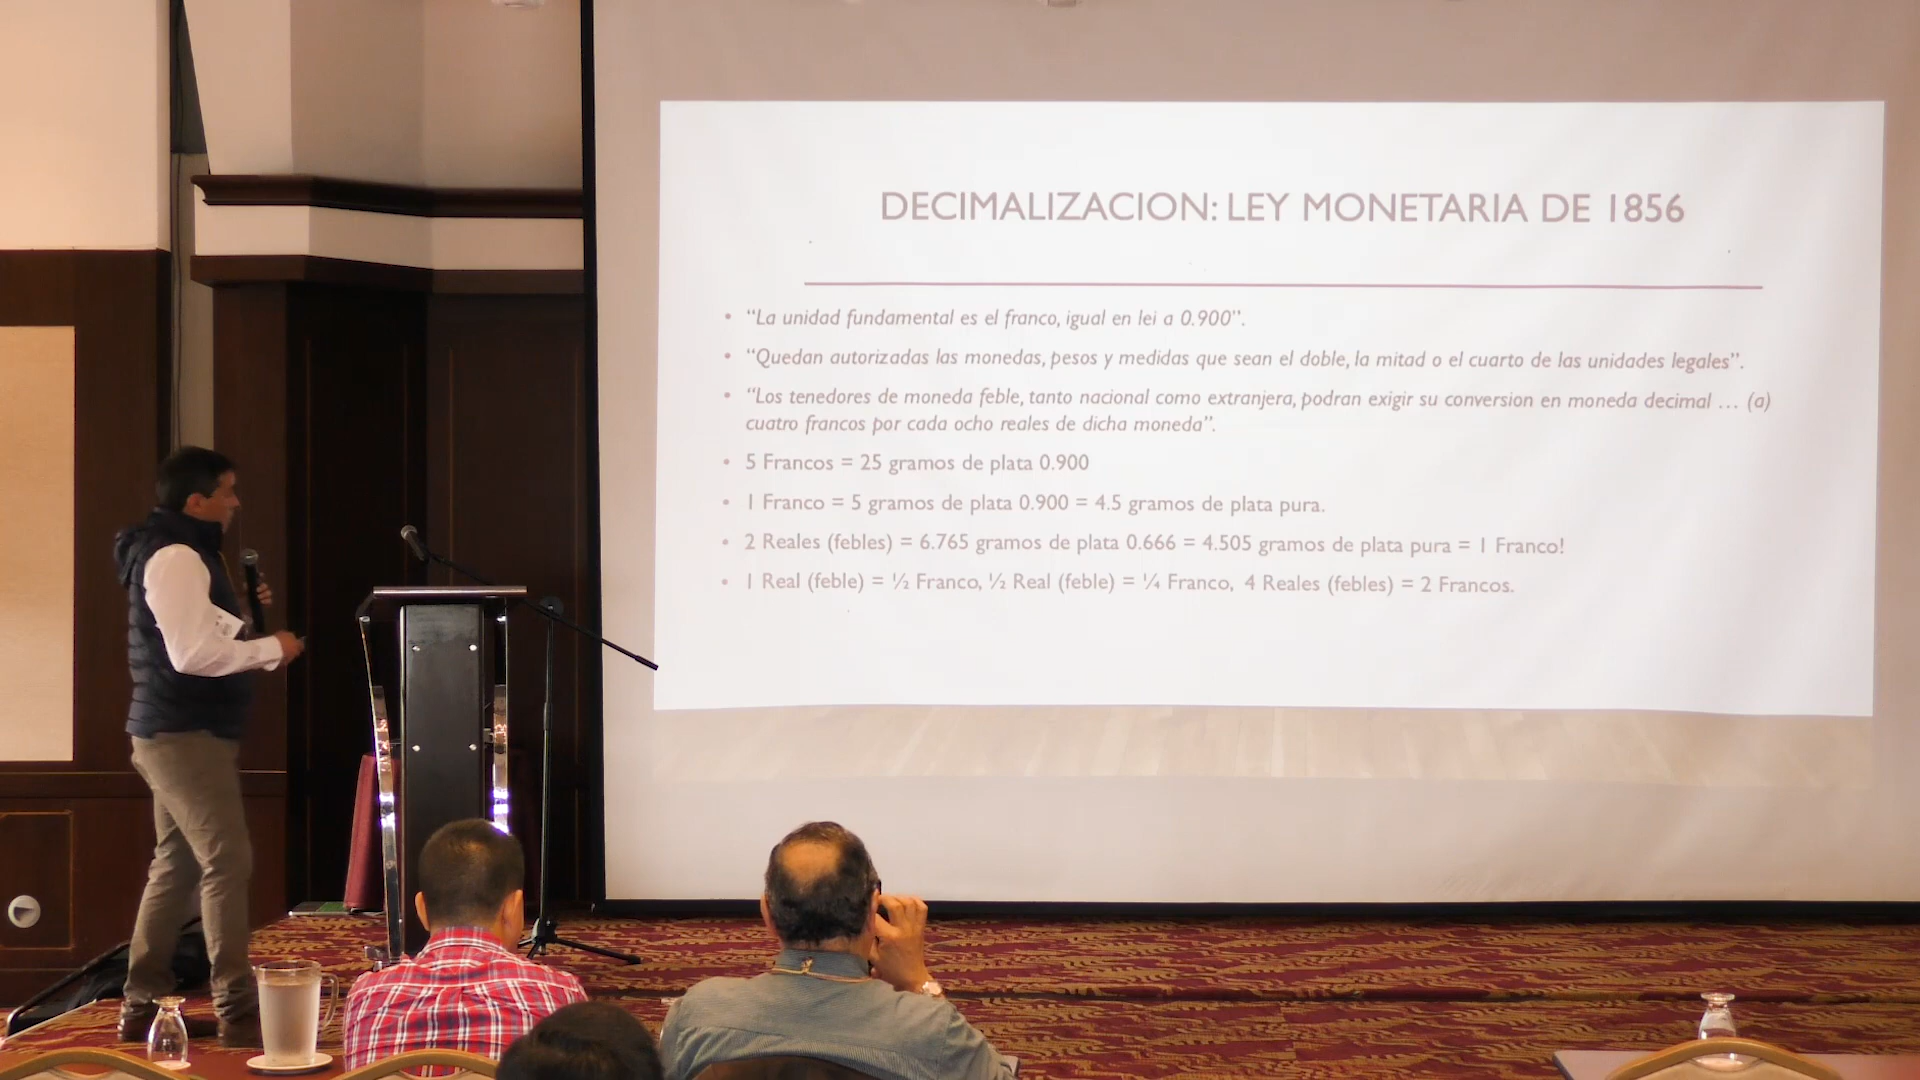 DECIMALIZACION: LEY MONETARIA DE 1856
• “La unidad fundamental es el franco, igual en lei a 0.900”.
• “Quedan autorizadas las monedas, pesos y medidas que sean el doble, la mitad o el cuarto de las unidades legales”.
• “Los tenedores de moneda feble, tanto nacional como extranjera, podran exigir su conversion en moneda decimal … (a)
cuatro francos por cada ocho reales de dicha moneda”.
• 5 Francos = 25 gramos de plata 0.900
• 1 Franco = 5 gramos de plata 0.900 = 4.5 gramos de plata pura.
• 2 Reales (febles) = 6.765 gramos de plata 0.666 = 4.505 gramos de plata pura = 1 Franco!
• 1 Real (feble) = ½ Franco, ½ Real (feble) = ¼ Franco, 4 Reales (febles) = 2 Francos.